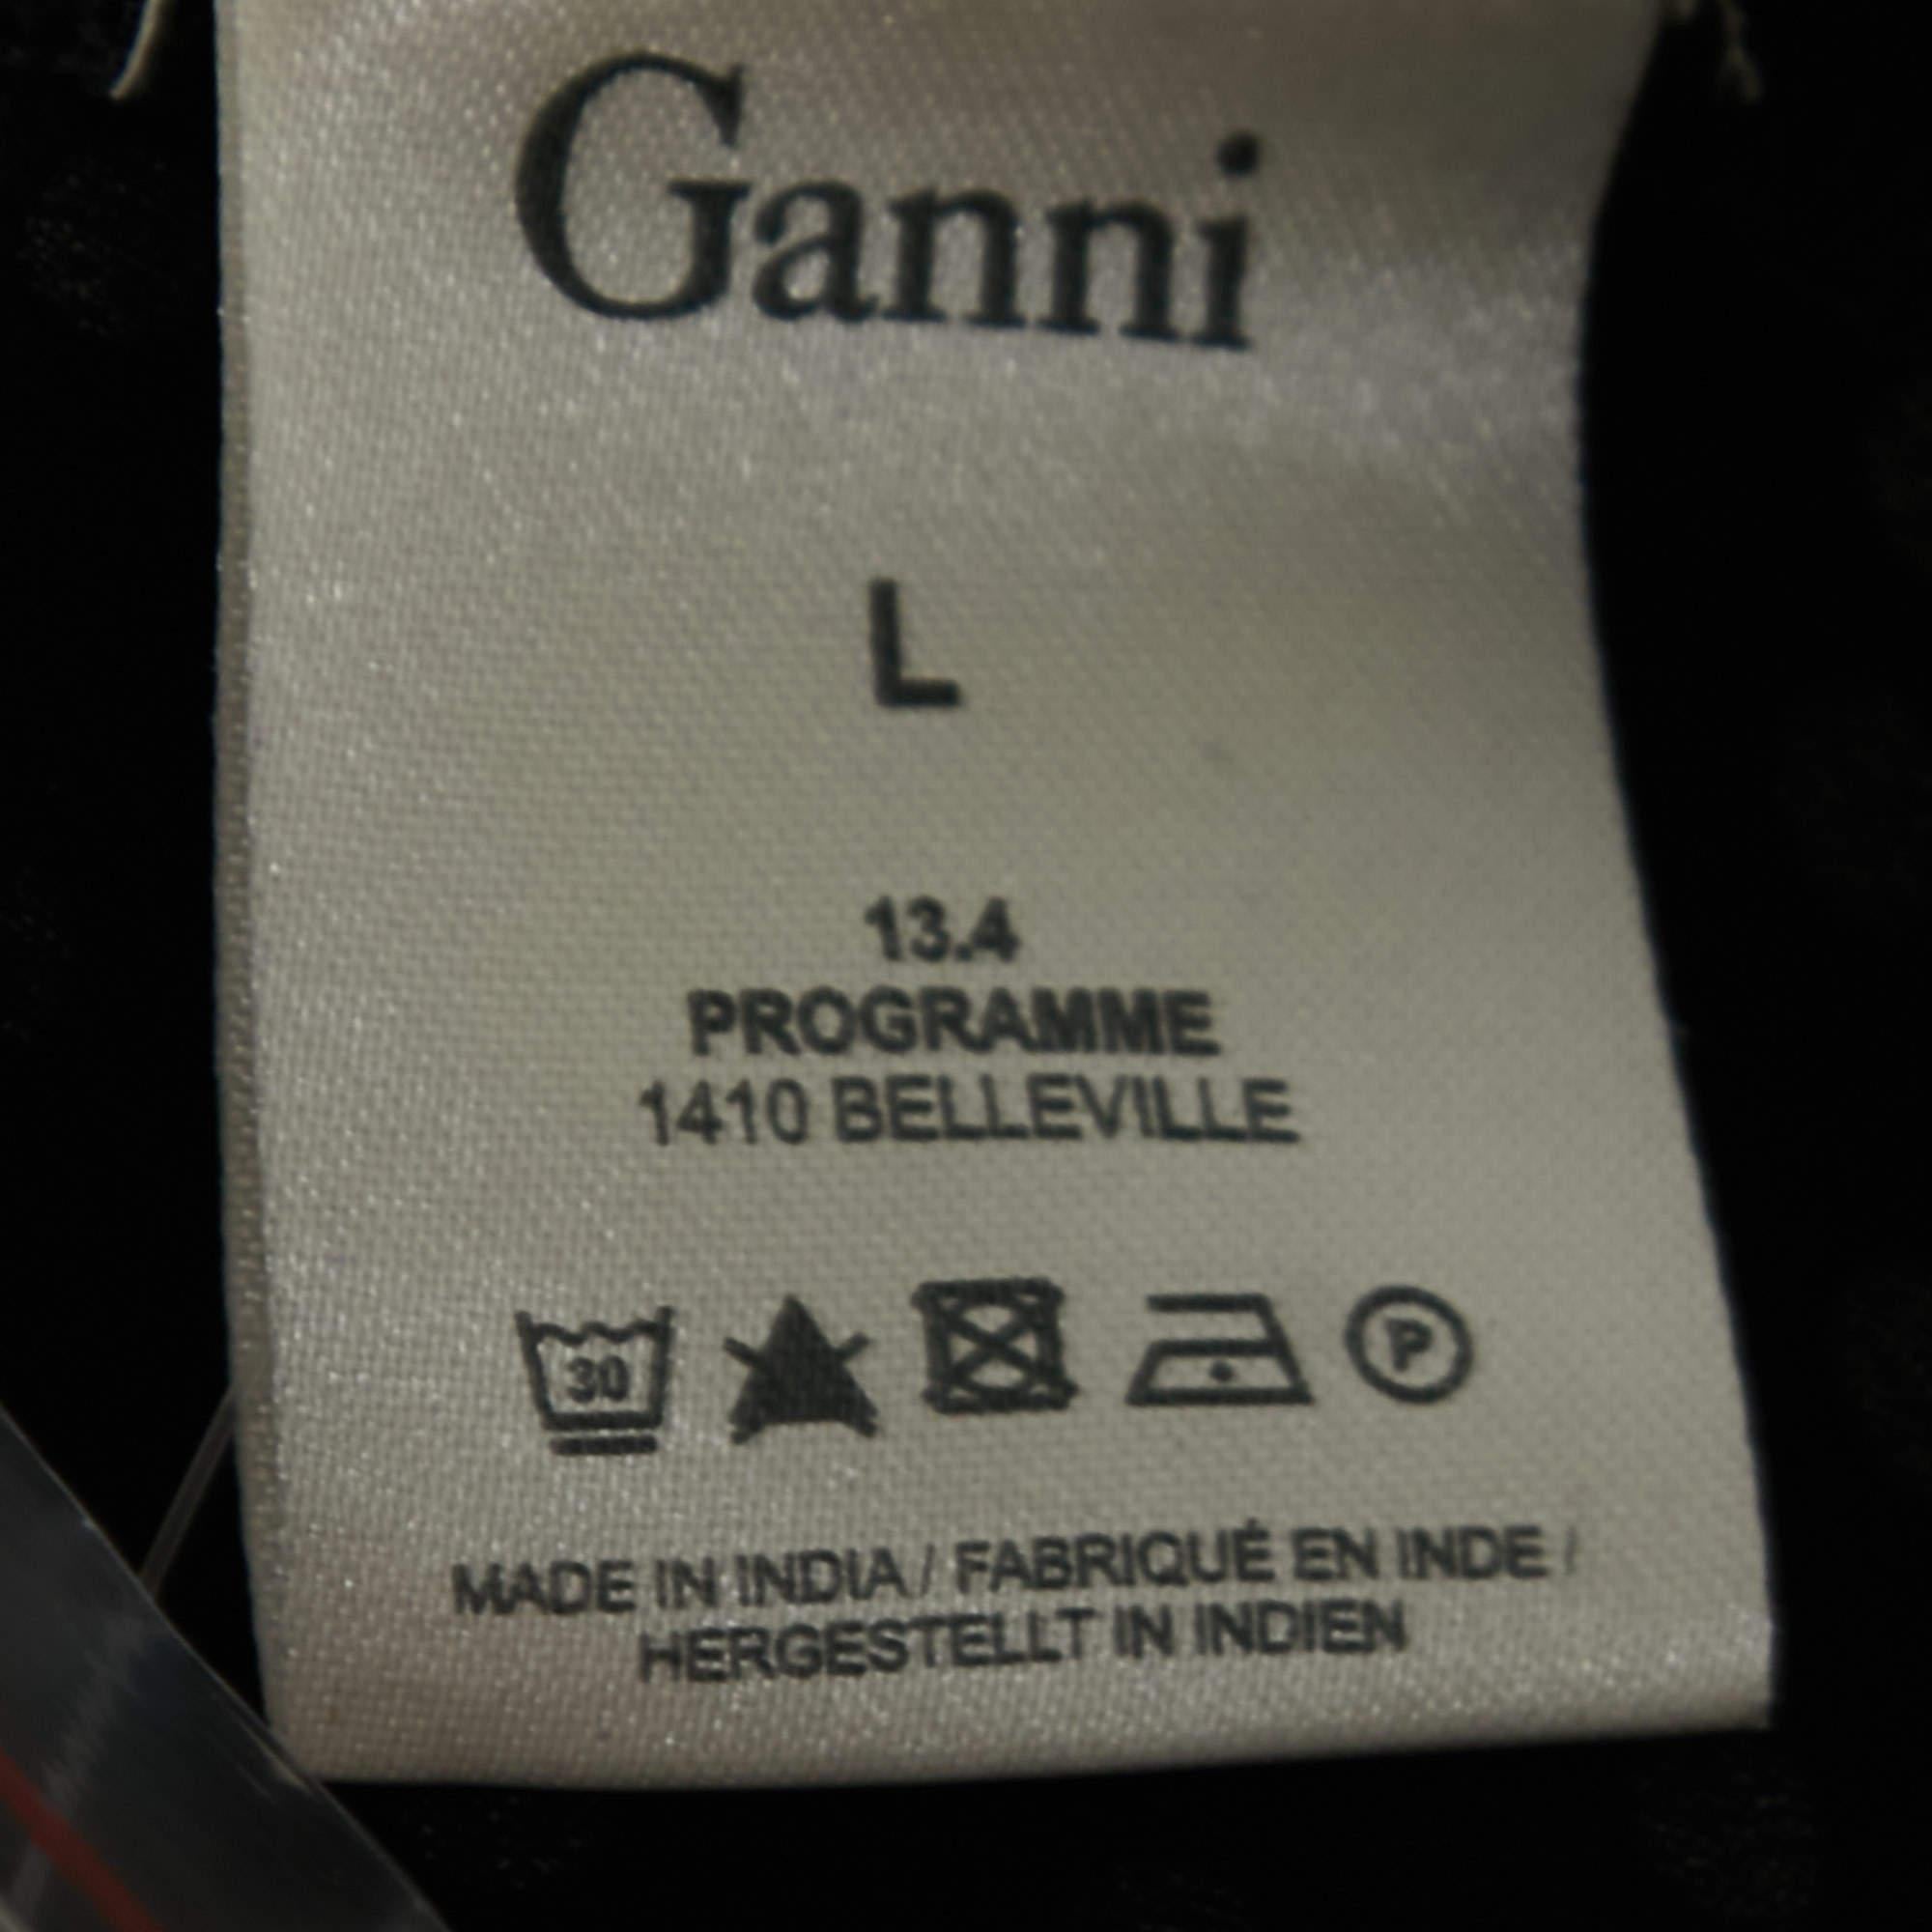 Ganni
L
13.4
PROGRAMME
1410 BELLEVILLE
30 P
MADE IN INDIA / FABRIQUÉ EN INDE /
HERGESTELLT IN INDIEN